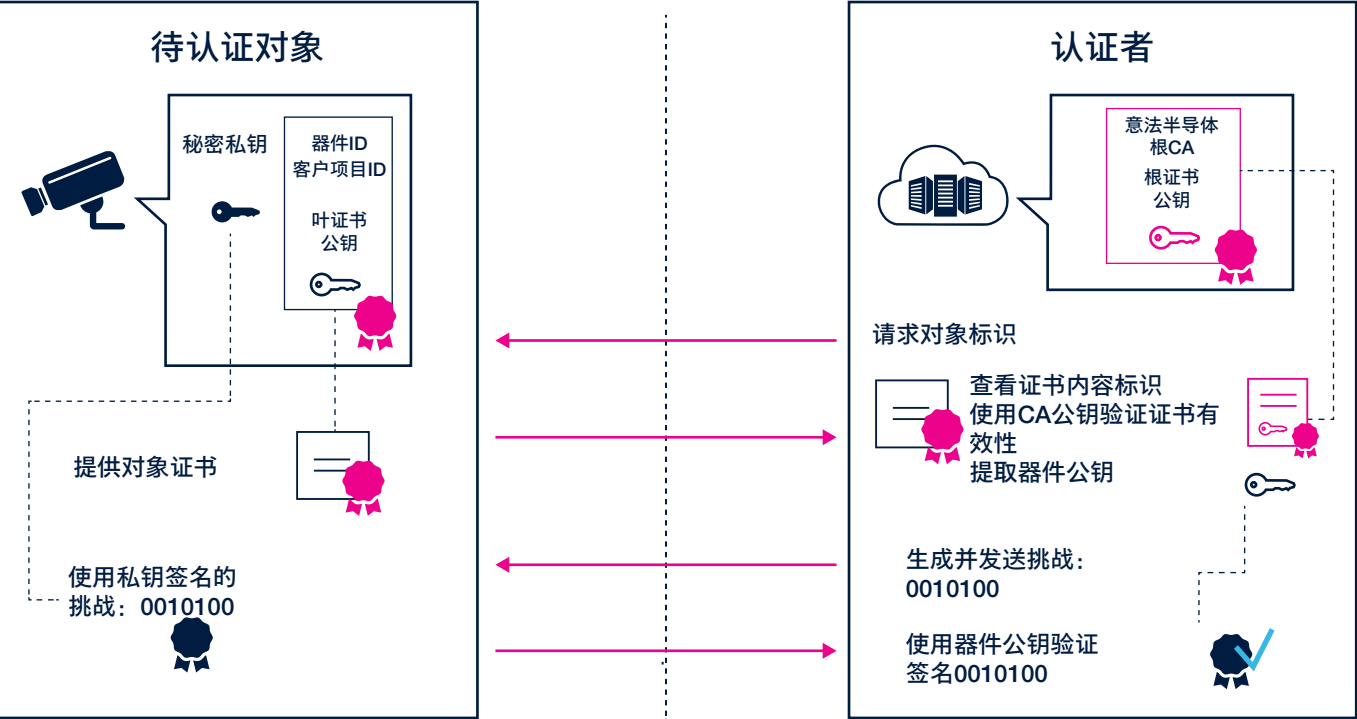 待认证对象
秘密私钥
器件ID
客户项目ID
叶证书
公钥
提供对象证书
使用私钥签名的
挑战：0010100
认证者
意法半导体
根CA
根证书
公钥
请求对象标识
查看证书内容标识
使用CA公钥验证证书有
效性
提取器件公钥
生成并发送挑战：
0010100
使用器件公钥验证
签名0010100